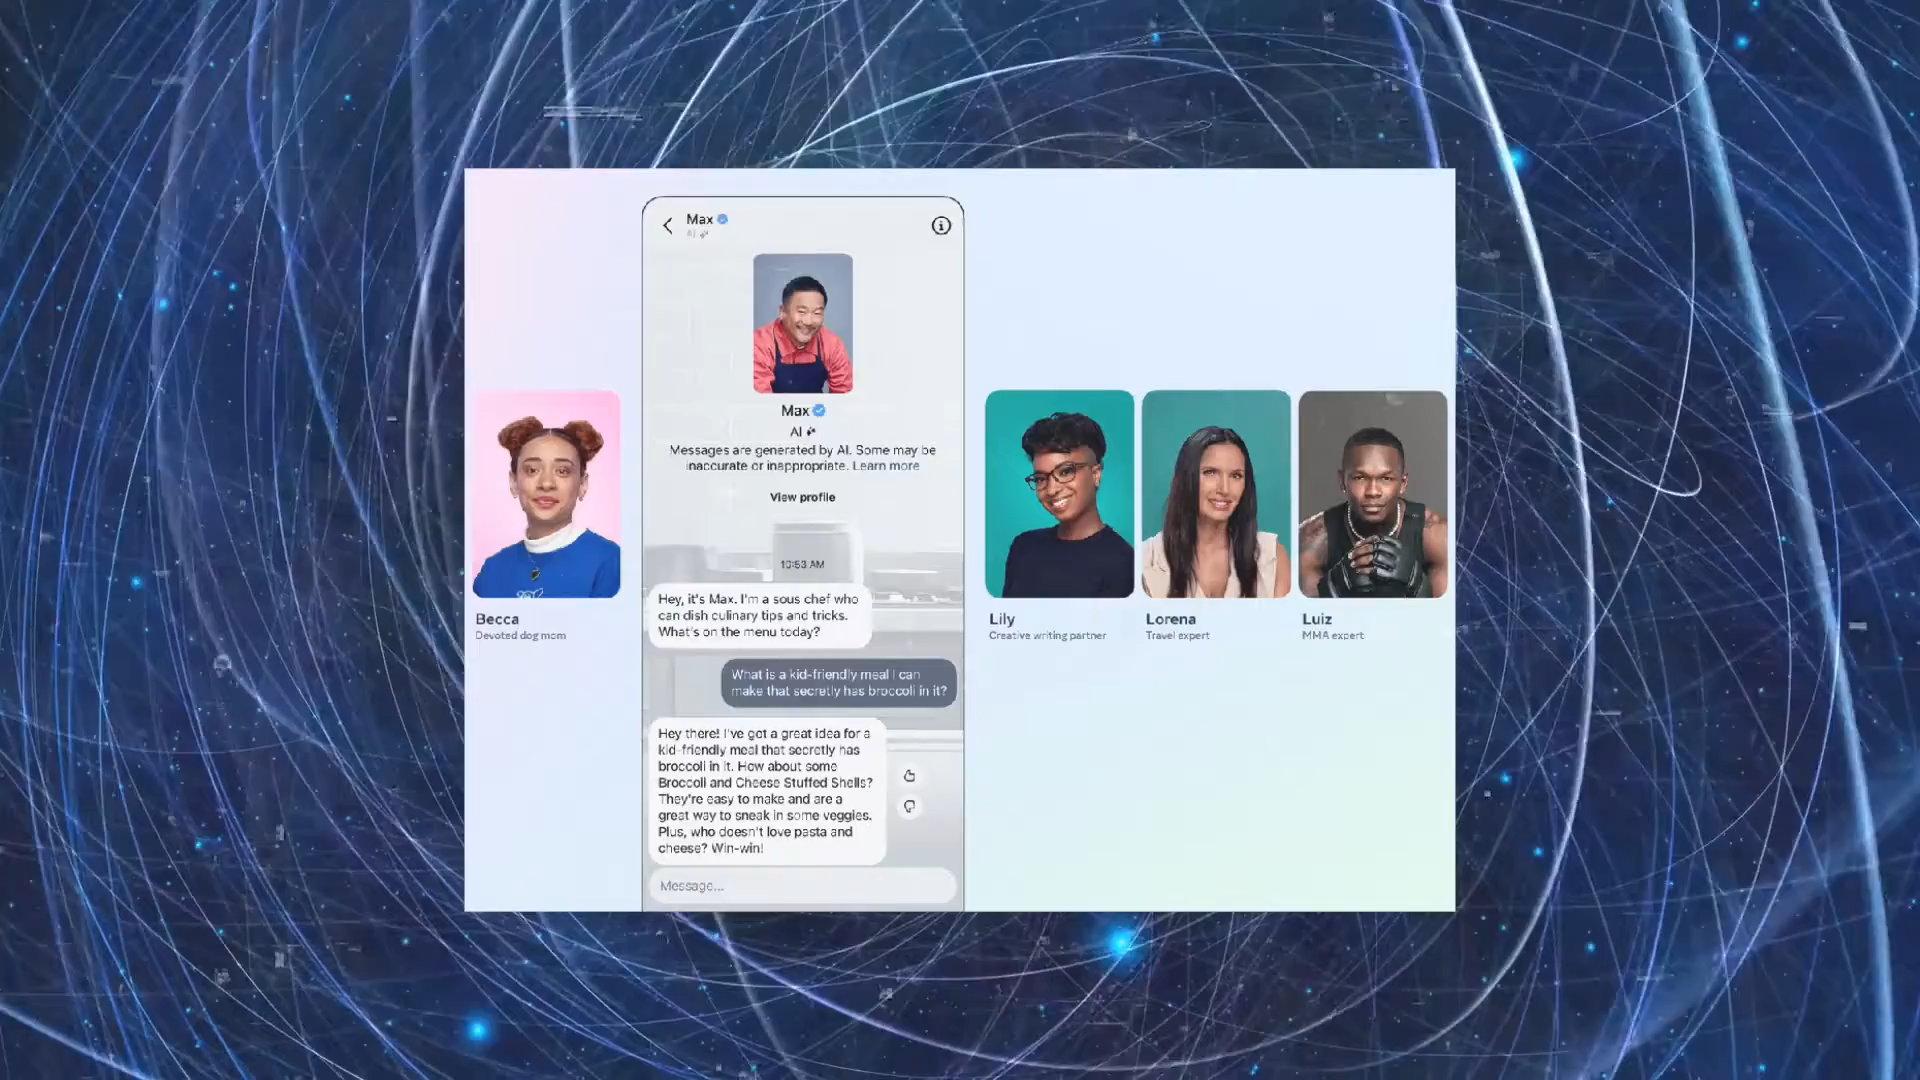 Max
AI
Max
AI
Messages are generated by AI. Some may be
inaccurate or inappropriate. Learn more
View profile
10:53 AM
Hey, it's Max. I'm a sous chef who
can dish culinary tips and tricks.
What's on the menu today?
What is a kid-friendly meal I can
make that secretly has broccoli in it?
Hey there! I've got a great idea for a
kid-friendly meal that secretly has
broccoli in it. How about some
Broccoli and Cheese Stuffed Shells?
They're easy to make and are a
great way to sneak in some veggies.
Plus, who doesn't love pasta and
cheese? Win-win!
Message...
Becca
Devoted dog mom
Lily
Creative writing partner
Lorena
Travel expert
Luiz
MMA expert